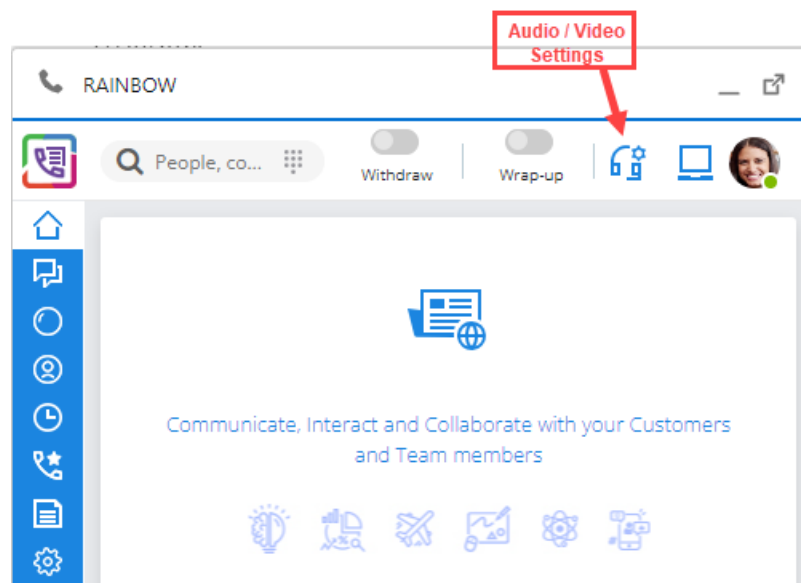 Audio / Video
Settings
RAINBOW
People, co...
Withdraw
Wrap-up
Communicate, Interact and Collaborate with your Customers
and Team members